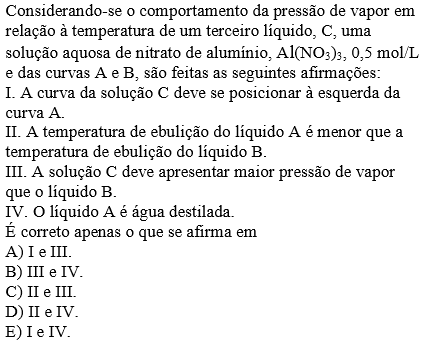 Considerando-se o comportamento da pressão de vapor em
relação à temperatura de um terceiro líquido, C, uma
solução aquosa de nitrato de alumínio, Al(NO₃)₃, 0,5 mol/L
e das curvas A e B, são feitas as seguintes afirmações:
I. A curva da solução C deve se posicionar à esquerda da
curva A.
II. A temperatura de ebulição do líquido A é menor que a
temperatura de ebulição do líquido B.
III. A solução C deve apresentar maior pressão de vapor
que o líquido B.
IV. O líquido A é água destilada.
É correto apenas o que se afirma em
A) I e III.
B) III e IV.
C) II e III.
D) II e IV.
E) I e IV.